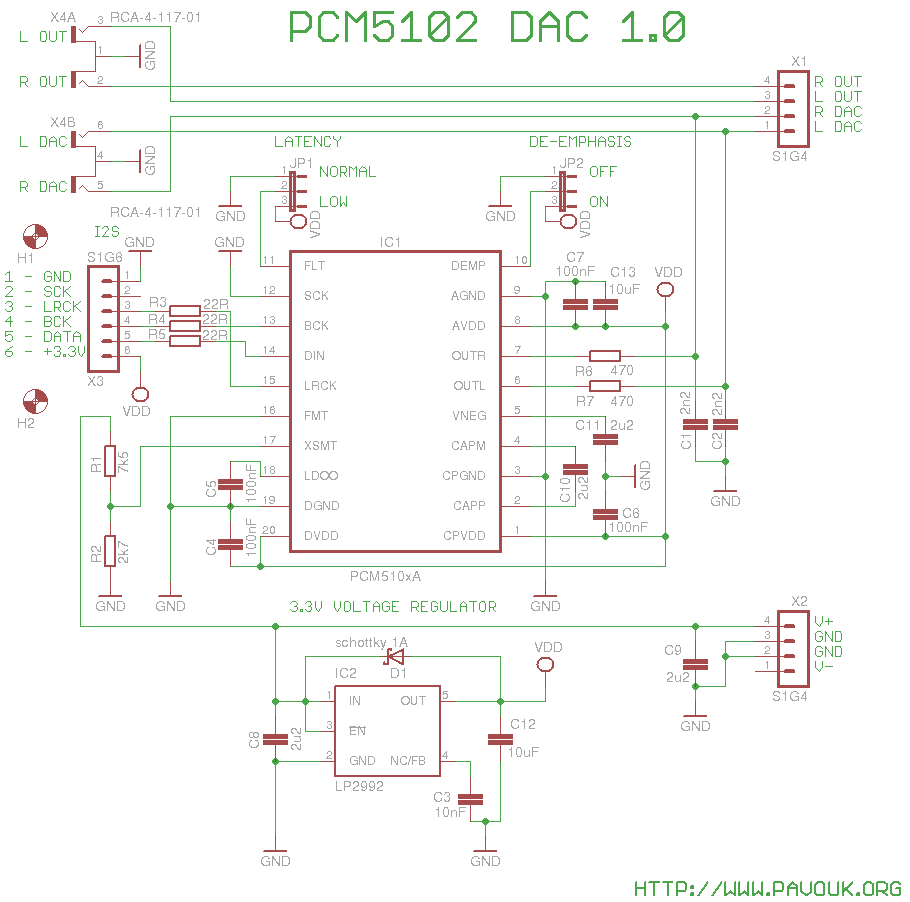 PCM5102 DAC 1.0
X4A
RCA-4-117-01
L OUT
3
1
GND
R OUT
2
X4B
L DAC
6
4
GND
R DAC
5
RCA-4-117-01
X1
4
R OUT
3
L OUT
2
R DAC
1
L DAC
S1G4
LATENCY
JP1
1
NORMAL
2
3
LOW
GND
VDD
DE-EMPHASIS
JP2
1
OFF
2
3
ON
GND
VDD
H1
I2S
S1G6
GND
GND
1 - GND
2 - SCK
3 - LRCK
4 - BCK
5 - DATA
6 - +3.3V
1
2
3
4
5
6
R3
22R
R4
22R
R5
22R
X3
VDD
H2
IC1
11
FLT
12
SCK
13
BCK
14
DIN
15
LRCK
16
FMT
17
XSMT
18
LDOO
19
DGND
20
DVDD
DEMP
10
AGND
9
AVDD
8
OUTR
7
OUTL
6
VNEG
5
CAPM
4
CPGND
3
CAPP
2
CPVDD
1
PCM510xA
C7
100nF
C13
10uF
VDD
R6
470
R7
470
C11
2u2
C10
2u2
GND
C6
100nF
C1
2n2
C2
2n2
GND
R1
7k5
R2
2k7
C5
100nF
C4
100nF
GND
GND
GND
3.3V VOLTAGE REGULATOR
schottky 1A
D1
VDD
IC2
1
IN
OUT
5
3
EN
2
GND
NC/FB
4
LP2992
C8
2u2
C12
10uF
C3
10nF
GND
GND
C9
2u2
GND
X2
4
V+
3
GND
2
GND
1
V-
S1G4
HTTP://WWW.PAVOUK.ORG